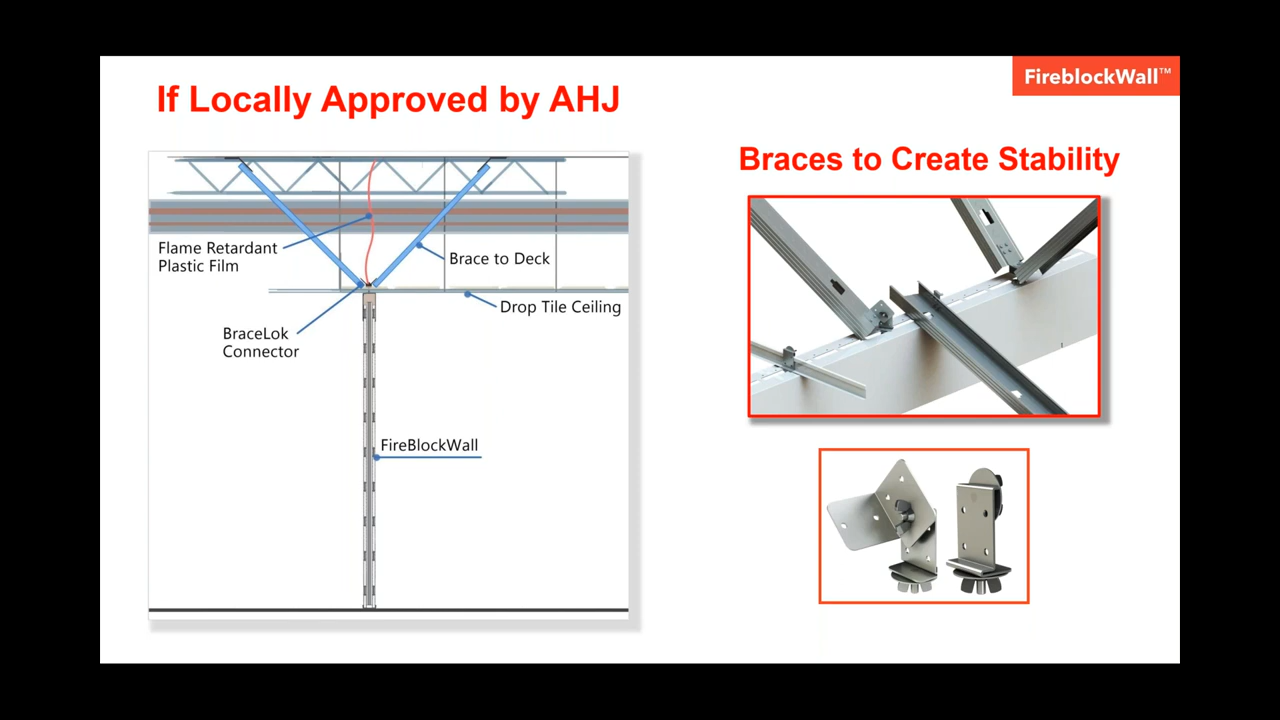 FireblockWall™
If Locally Approved by AHJ
Braces to Create Stability
Flame Retardant
Plastic Film
Brace to Deck
Drop Tile Ceiling
BraceLok
Connector
FireBlockWall